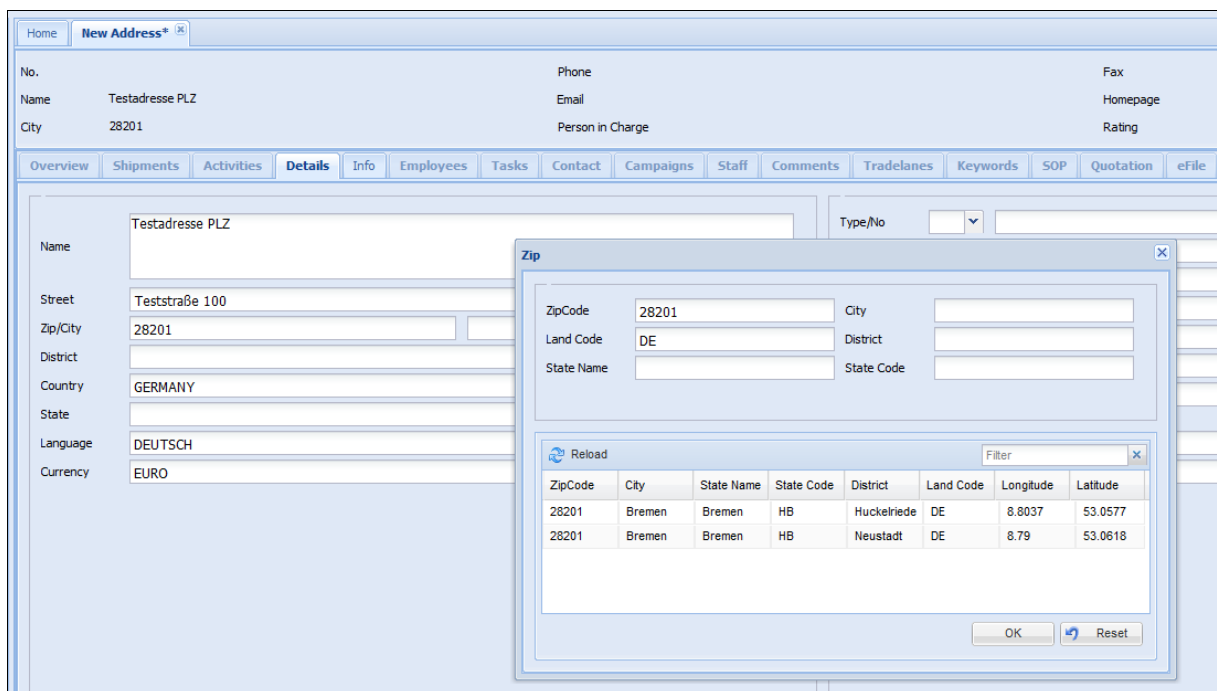 Home New Address*
No. Phone Fax
Name Testadresse PLZ Email Homepage
City 28201 Person in Charge Rating
Overview Shipments Activities Details Info Employees Tasks Contact Campaigns Staff Comments Tradelanes Keywords SOP Quotation eFile
Name Testadresse PLZ Type/No
Zip
Street Teststraße 100
Zip/City 28201
District
Country GERMANY
State
Language DEUTSCH
Currency EURO
ZipCode 28201 City
Land Code DE District
State Name State Code
Reload Filter
ZipCode City State Name State Code District Land Code Longitude Latitude
28201 Bremen Bremen HB Huckelriede DE 8.8037 53.0577
28201 Bremen Bremen HB Neustadt DE 8.79 53.0618
OK Reset